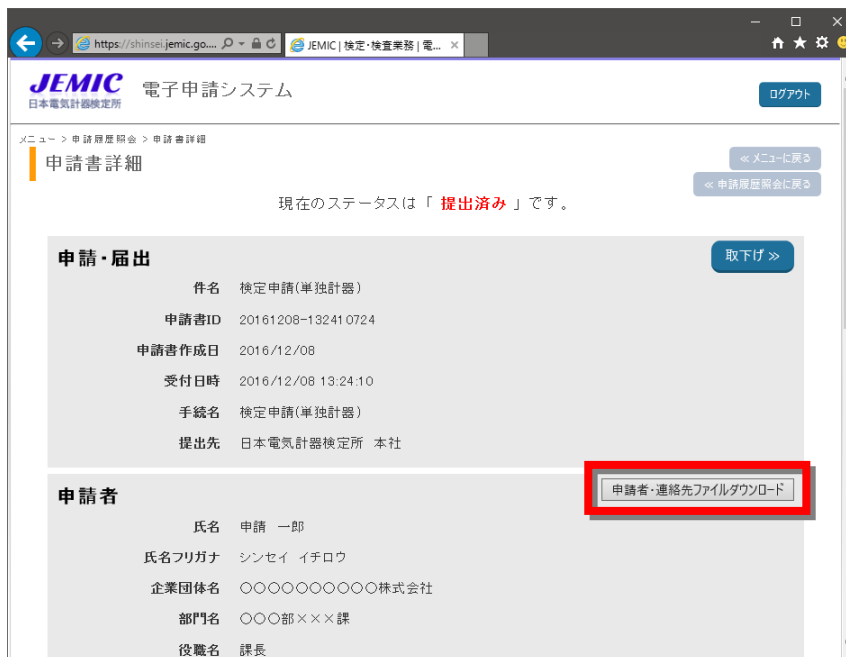 https://shinsei.jemic.go....
JEMIC | 検定・検査業務 | 電...
JEMIC
日本電気計器検定所
電子申請システム
ログアウト
メニュー > 申請履歴照会 > 申請書詳細
申請書詳細
≪ メニューに戻る
≪ 申請履歴照会に戻る
現在のステータスは「 提出済み 」です。
申請・届出
取下げ ≫
件名 検定申請(単独計器)
申請書ID 20161208-132410724
申請書作成日 2016/12/08
受付日時 2016/12/08 13:24:10
手続名 検定申請(単独計器)
提出先 日本電気計器検定所 本社
申請者
申請者・連絡先ファイルダウンロード
氏名 申請 一郎
氏名フリガナ シンセイ イチロウ
企業団体名 ○○○○○○○○○○株式会社
部門名 ○○○部×××課
役職名 課長